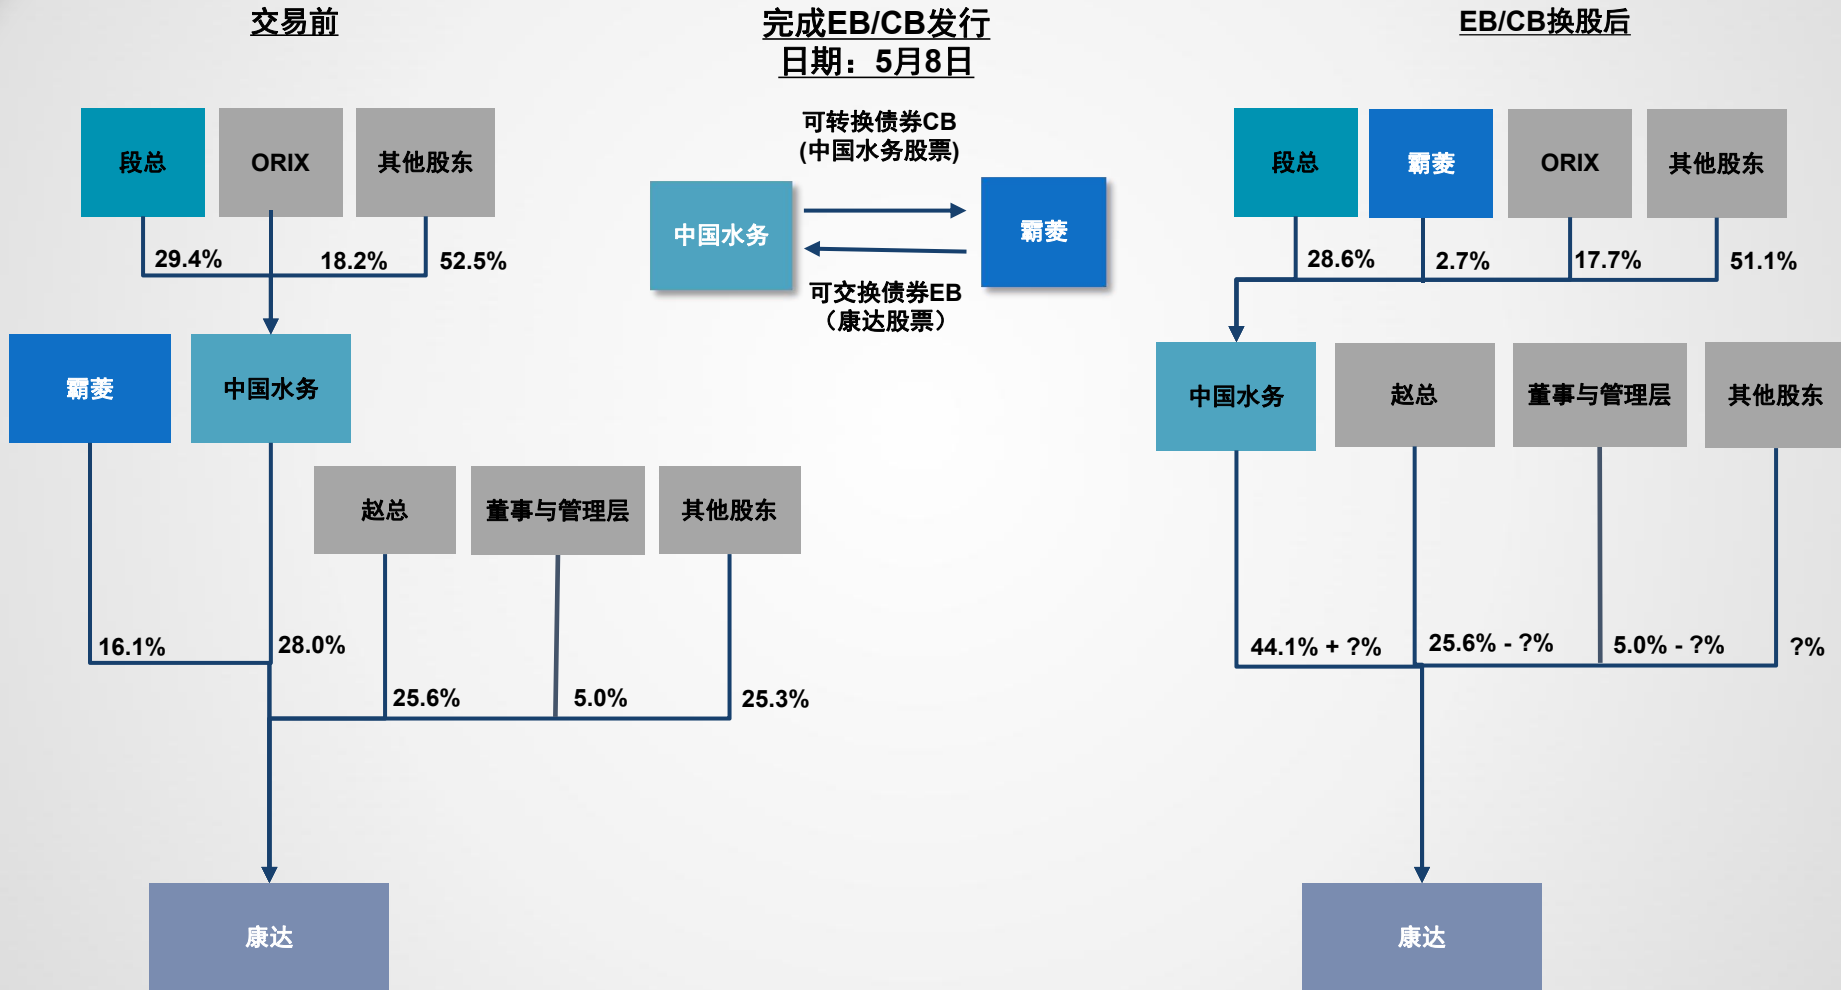 交易前
段总
ORIX
其他股东
29.4%
18.2%
52.5%
霸菱
中国水务
赵总
董事与管理层
其他股东
16.1%
28.0%
25.6%
5.0%
25.3%
康达
完成EB/CB发行
日期：5月8日
可转换债券CB
(中国水务股票)
中国水务
霸菱
可交换债券EB
（康达股票）
EB/CB换股后
段总
霸菱
ORIX
其他股东
28.6%
2.7%
17.7%
51.1%
中国水务
赵总
董事与管理层
其他股东
44.1% + ?%
25.6% - ?%
5.0% - ?%
?%
康达